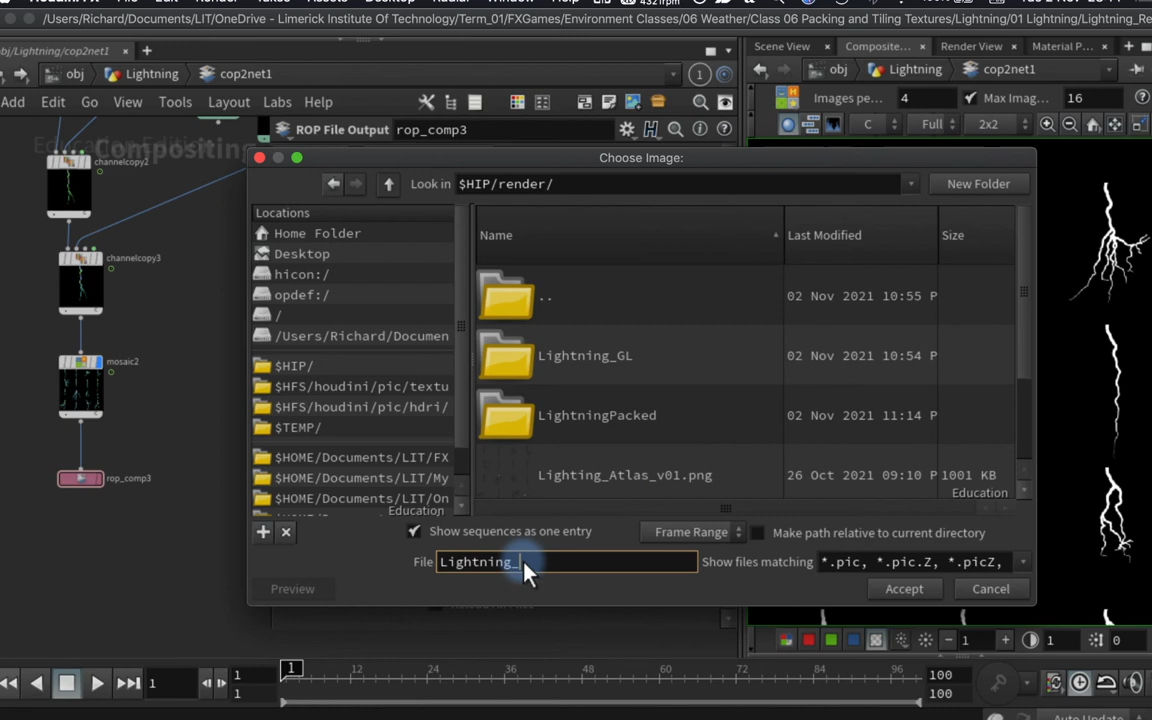 /Users/Richard/Documents/LIT/OneDrive - Limerick Institute Of Technology/Term_01/FXGames/Environment Classes/06 Weather/Class 06 Packing and Tiling Textures/Lightning/01 Lightning/Lightning_Re
obj/Lightning/cop2net1
Scene View
Composite...
Render View
Material P...
obj
Lightning
cop2net1
1
obj
Lightning
cop2net1
Add Edit Go View Tools Layout Labs Help
Images pe... 4
Max Imag... 16
ROP File Output rop_comp3
C
Full
2x2
Education
Compositing
channelcopy2
channelcopy3
mosaic2
rop_comp3
Choose Image:
Look in $HIP/render/
New Folder
Locations
Home Folder
Desktop
hicon:/
opdef:/
/
/Users/Richard/Documen
$HIP/
$HFS/houdini/pic/textu
$HFS/houdini/pic/hdri/
$TEMP/
$HOME/Documents/LIT/FX
$HOME/Documents/LIT/My
$HOME/Documents/LIT/On
Education
Name
Last Modified
Size
..
02 Nov 2021 10:55 P
Lightning_GL
02 Nov 2021 10:54 P
LightningPacked
02 Nov 2021 11:14 P
Lighting_Atlas_v01.png
26 Oct 2021 09:10 P
1001 KB
Education
Show sequences as one entry
Frame Range
Make path relative to current directory
File Lightning_
Show files matching *.pic, *.pic.Z, *.picZ,
Preview
Accept
Cancel
1
1
0
1
1
1
1
12
24
36
48
60
72
84
96
100
100